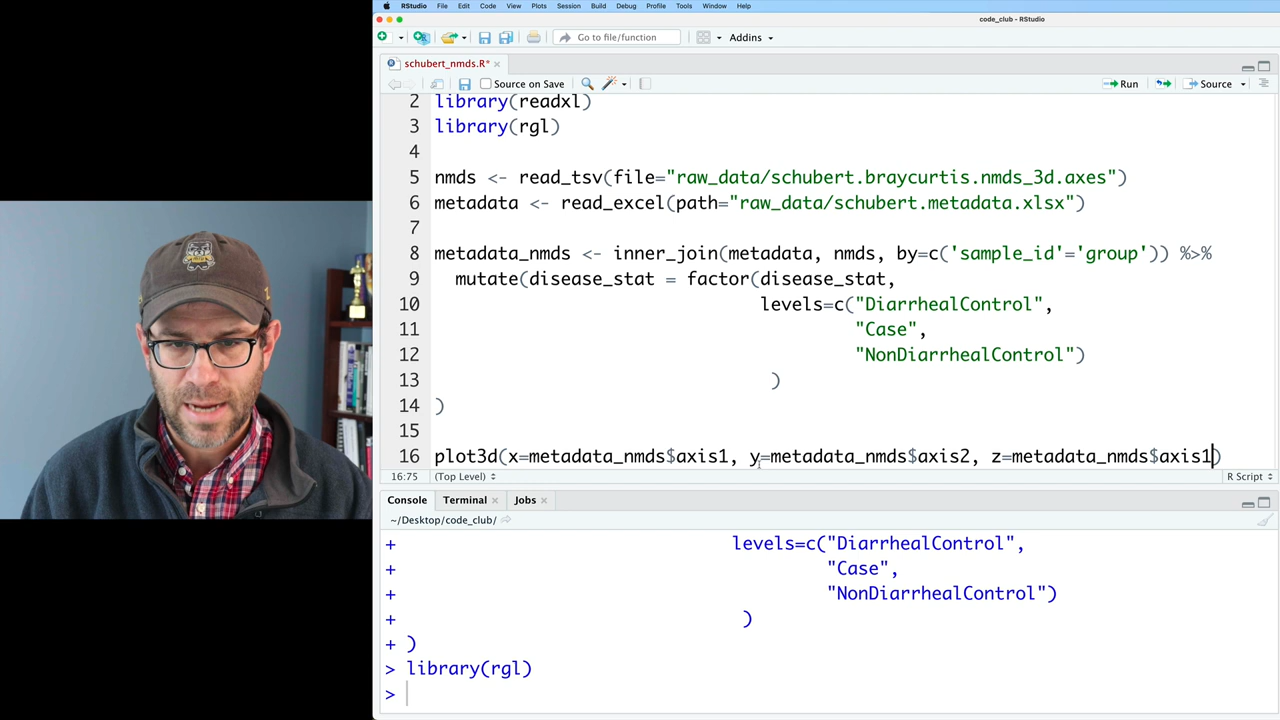 RStudio File Edit Code View Plots Session Build Debug Profile Tools Window Help
code_club - RStudio
Go to file/function Addins
schubert_nmds.R*
Source on Save Run Source
2 library(readxl)
3 library(rgl)
4
5 nmds <- read_tsv(file="raw_data/schubert.braycurtis.nmds_3d.axes")
6 metadata <- read_excel(path="raw_data/schubert.metadata.xlsx")
7
8 metadata_nmds <- inner_join(metadata, nmds, by=c('sample_id'='group')) %>%
9 mutate(disease_stat = factor(disease_stat,
10 levels=c("DiarrhealControl",
11 "Case",
12 "NonDiarrhealControl")
13 )
14 )
15
16 plot3d(x=metadata_nmds$axis1, y=metadata_nmds$axis2, z=metadata_nmds$axis1)
16:75 (Top Level) R Script
Console Terminal Jobs
~/Desktop/code_club/
+ levels=c("DiarrhealControl",
+ "Case",
+ "NonDiarrhealControl")
+ )
+ )
> library(rgl)
>